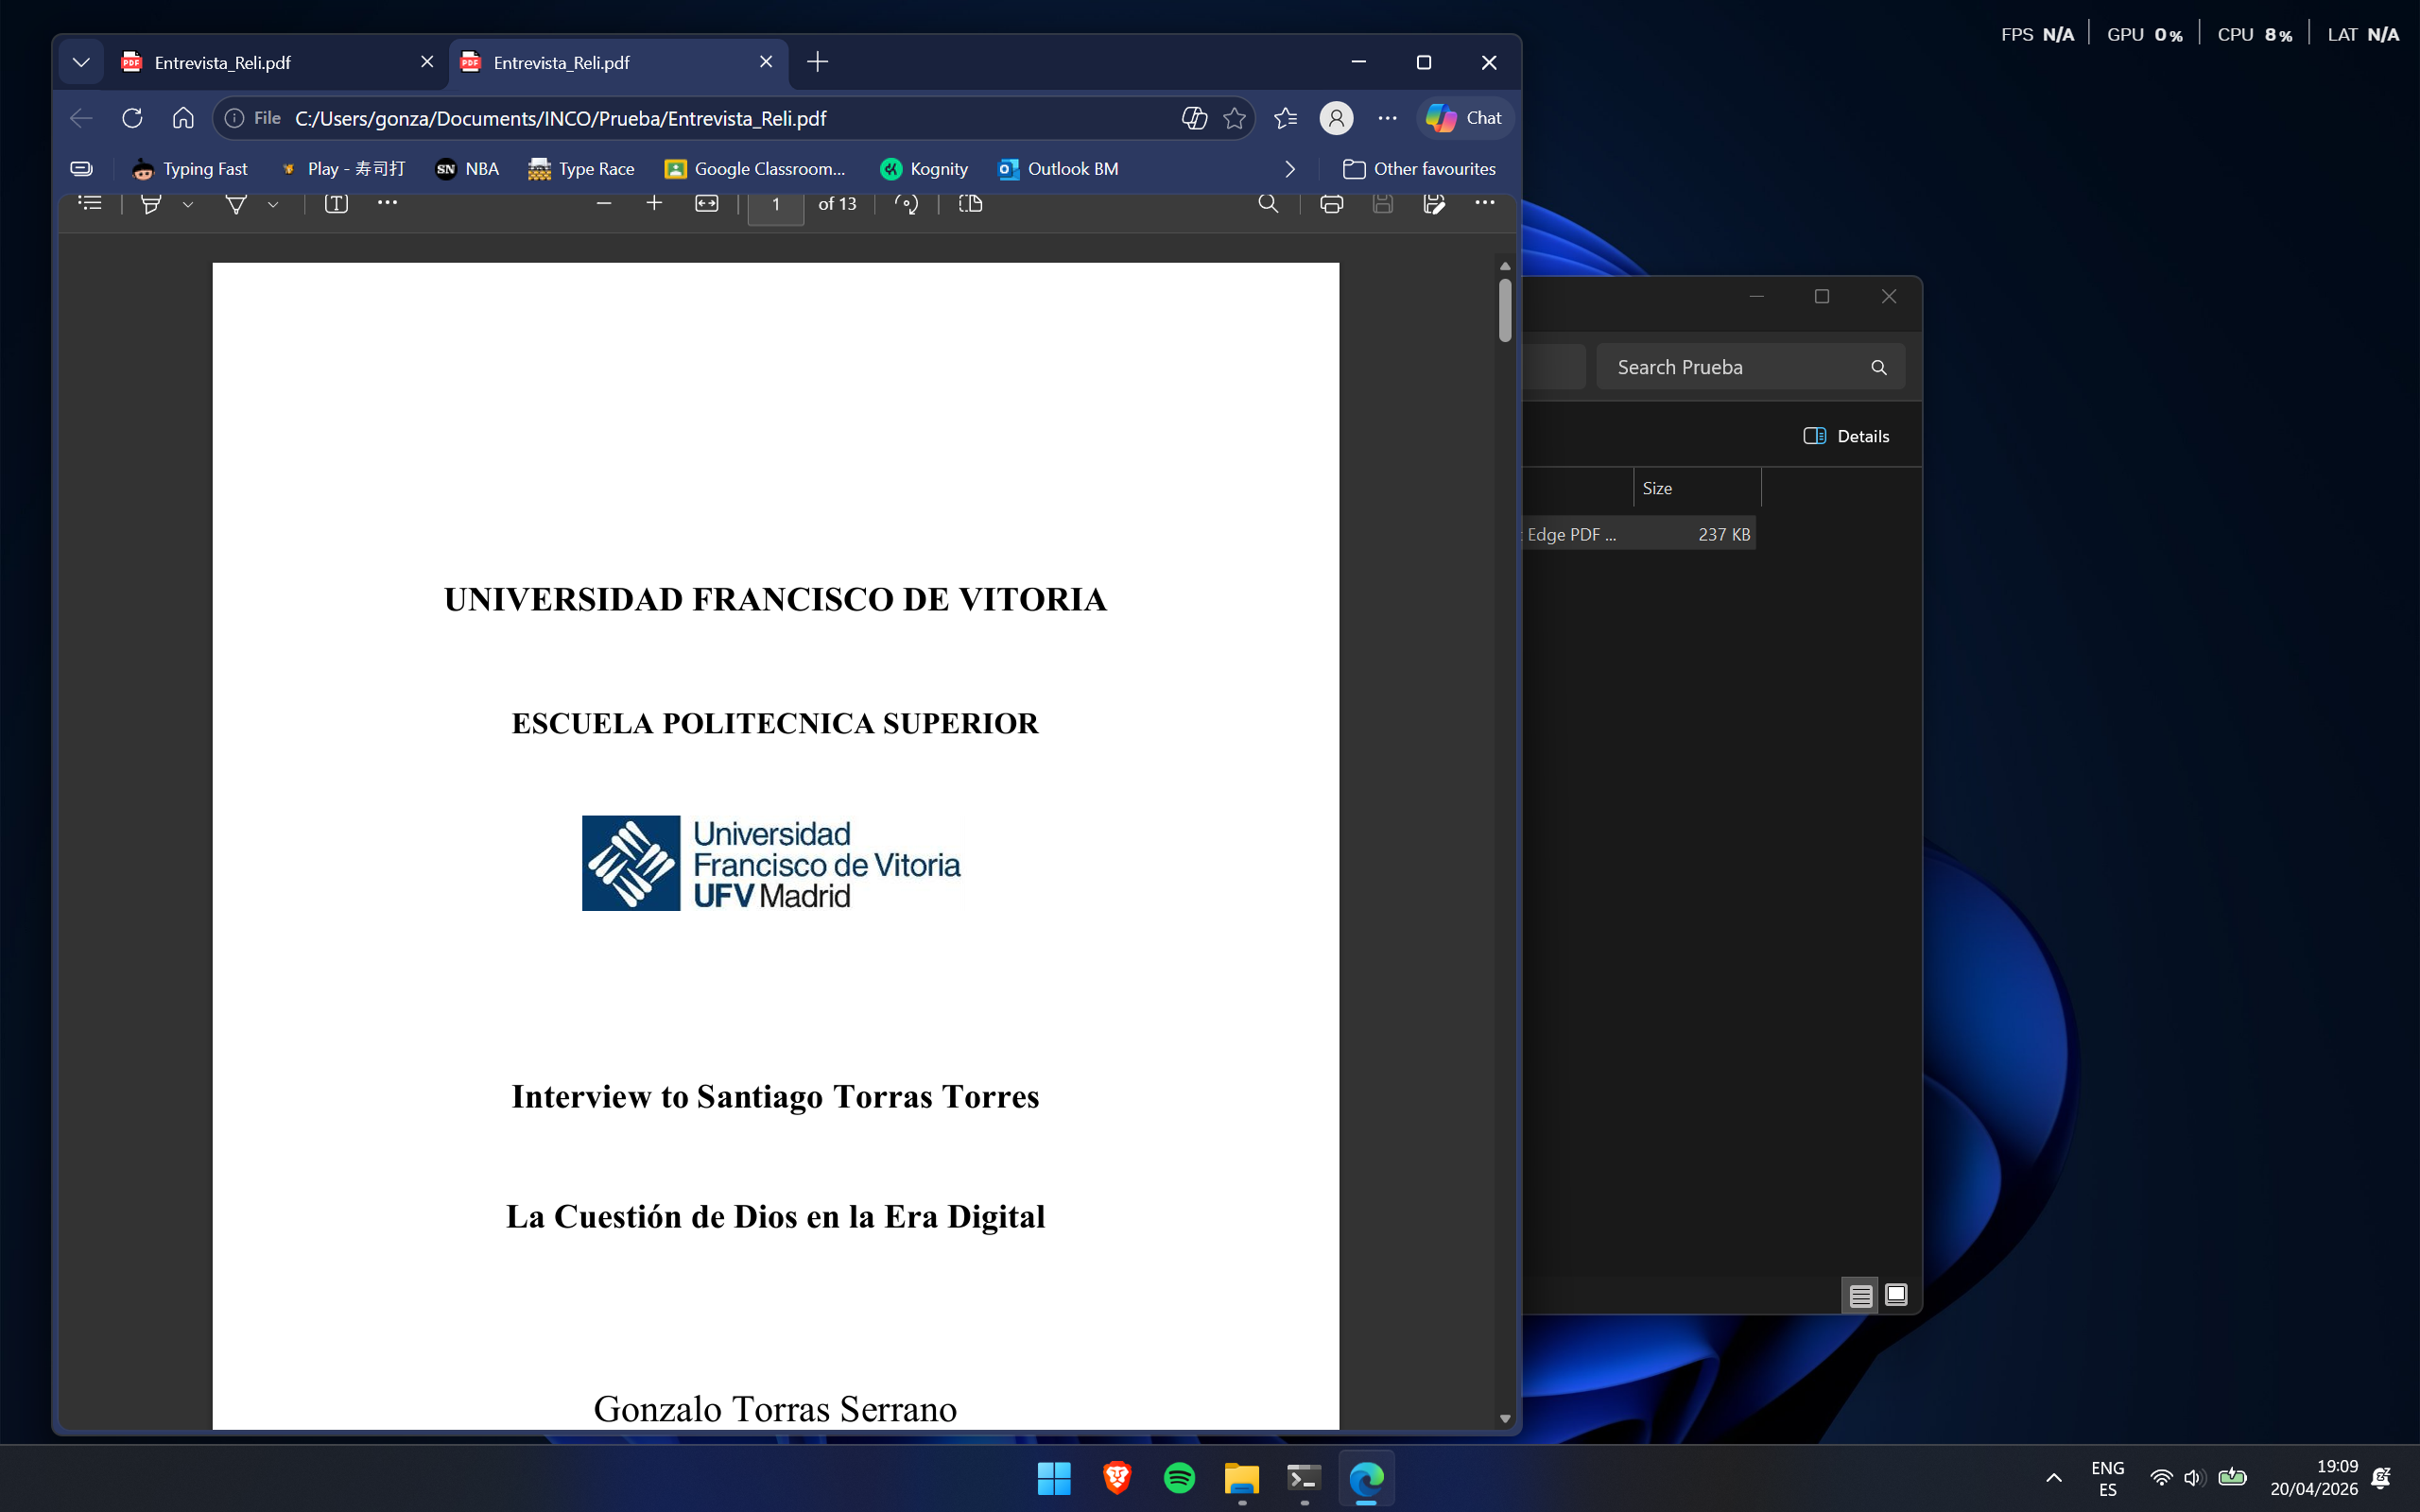 FPS N/A GPU 0% CPU 8% LAT N/A
Entrevista_Reli.pdf Entrevista_Reli.pdf
File C:/Users/gonza/Documents/INCO/Prueba/Entrevista_Reli.pdf Chat
Typing Fast Play - 寿司打 SN NBA Type Race Google Classroom... Kognity Outlook BM Other favourites
1 of 13
UNIVERSIDAD FRANCISCO DE VITORIA
ESCUELA POLITECNICA SUPERIOR
Universidad
Francisco de Vitoria
UFV Madrid
Interview to Santiago Torras Torres
La Cuestión de Dios en la Era Digital
Gonzalo Torras Serrano
Search Prueba
Details
Size
Edge PDF ... 237 KB
ENG
ES
19:09
20/04/2026